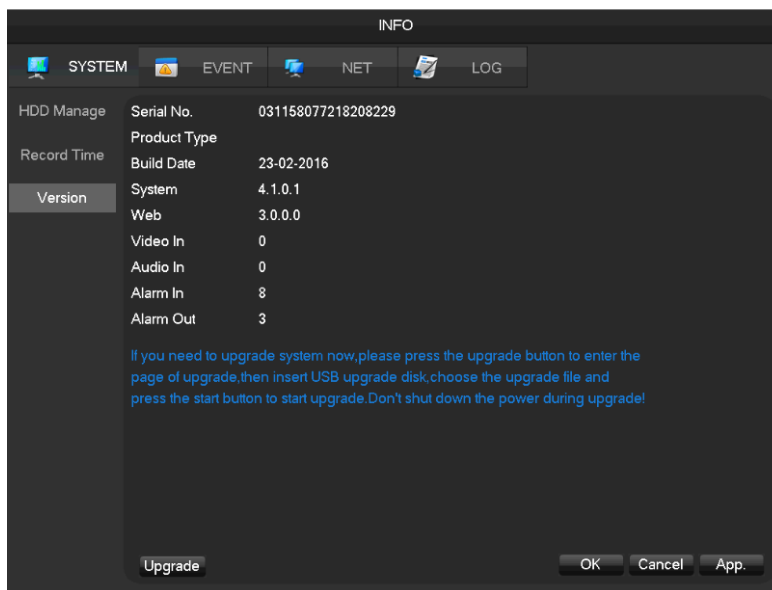 INFO
SYSTEM EVENT NET LOG
HDD Manage
Record Time
Version
Serial No. 031158077218208229
Product Type
Build Date 23-02-2016
System 4.1.0.1
Web 3.0.0.0
Video In 0
Audio In 0
Alarm In 8
Alarm Out 3
If you need to upgrade system now,please press the upgrade button to enter the
page of upgrade,then insert USB upgrade disk,choose the upgrade file and
press the start button to start upgrade.Don't shut down the power during upgrade!
Upgrade OK Cancel App.